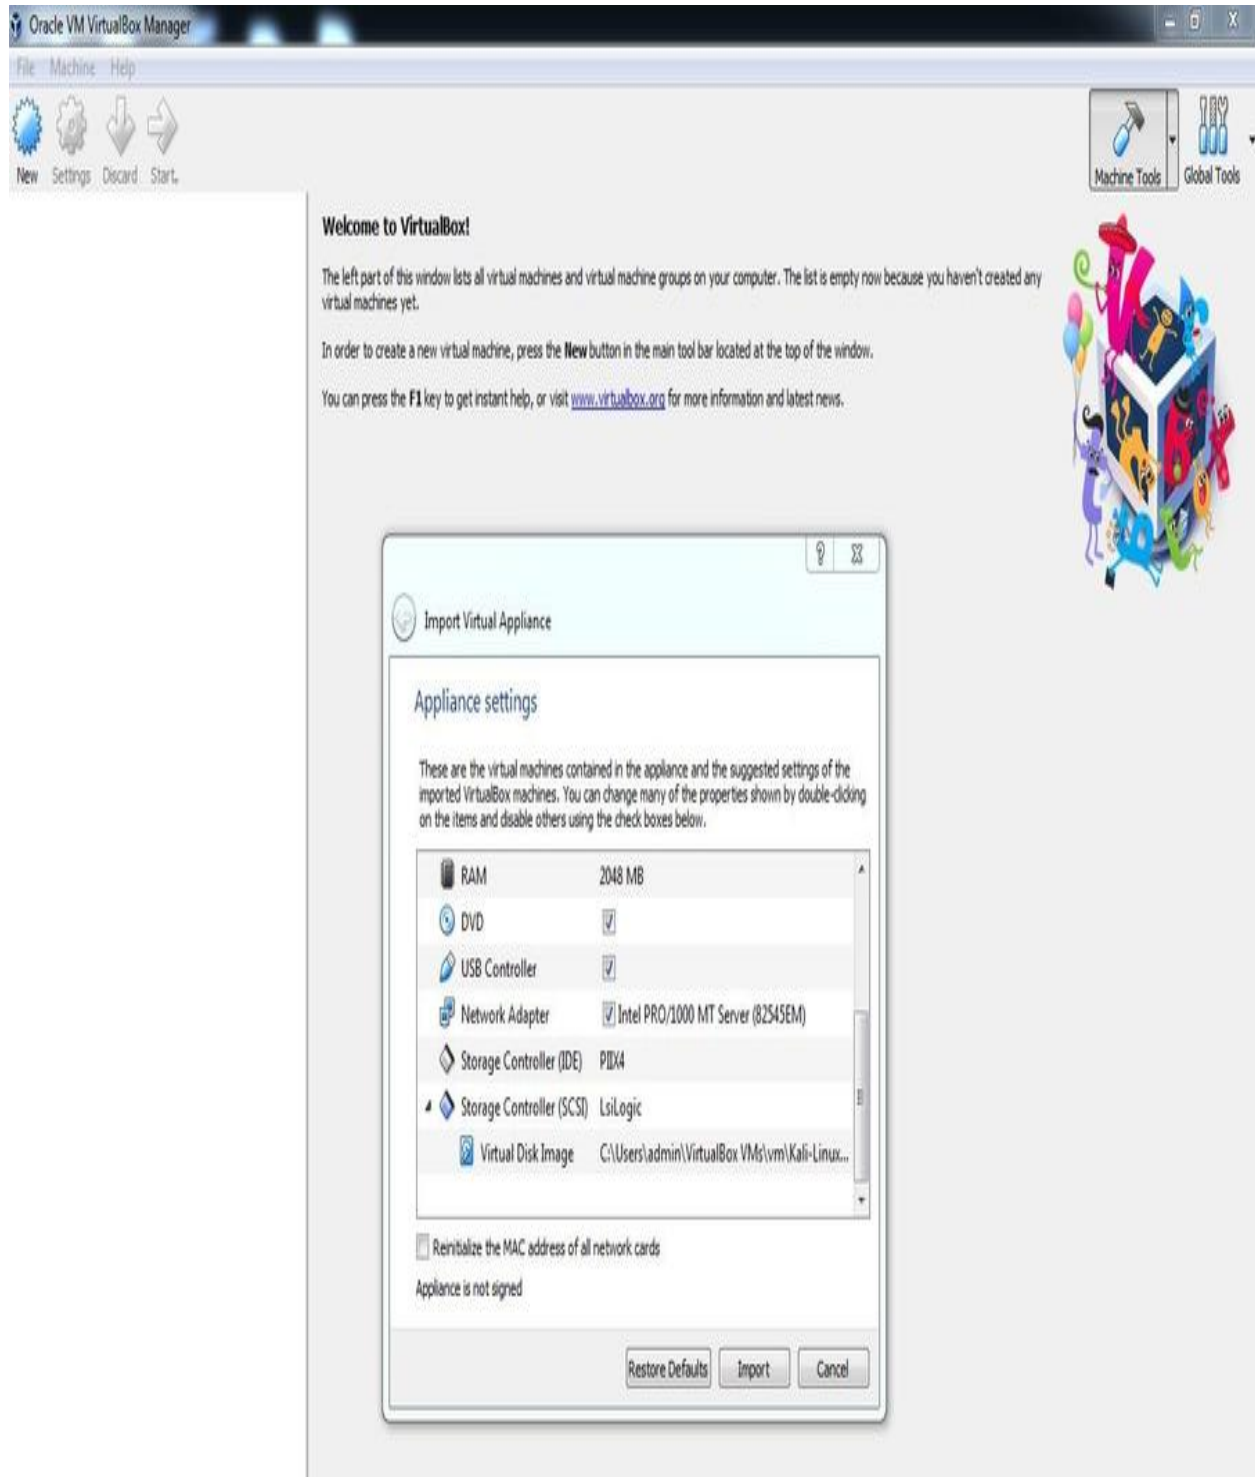 Oracle VM VirtualBox Manager
File Machine Help
New Settings Discard Start.
Machine Tools Global Tools
Welcome to VirtualBox!
The left part of this window lists all virtual machines and virtual machine groups on your computer. The list is empty now because you haven't created any
virtual machines yet.
In order to create a new virtual machine, press the New button in the main tool bar located at the top of the window.
You can press the F1 key to get instant help, or visit www.virtualbox.org for more information and latest news.
Import Virtual Appliance
Appliance settings
These are the virtual machines contained in the appliance and the suggested settings of the
imported VirtualBox machines. You can change many of the properties shown by double-clicking
on the items and disable others using the check boxes below.
RAM 2048 MB
DVD
USB Controller
Network Adapter Intel PRO/1000 MT Server (82545EM)
Storage Controller (IDE) PIIX4
Storage Controller (SCSI) LsiLogic
Virtual Disk Image C:\Users\admin\VirtualBox VMs\vm\Kali-Linux...
Reinitialize the MAC address of all network cards
Appliance is not signed
Restore Defaults Import Cancel